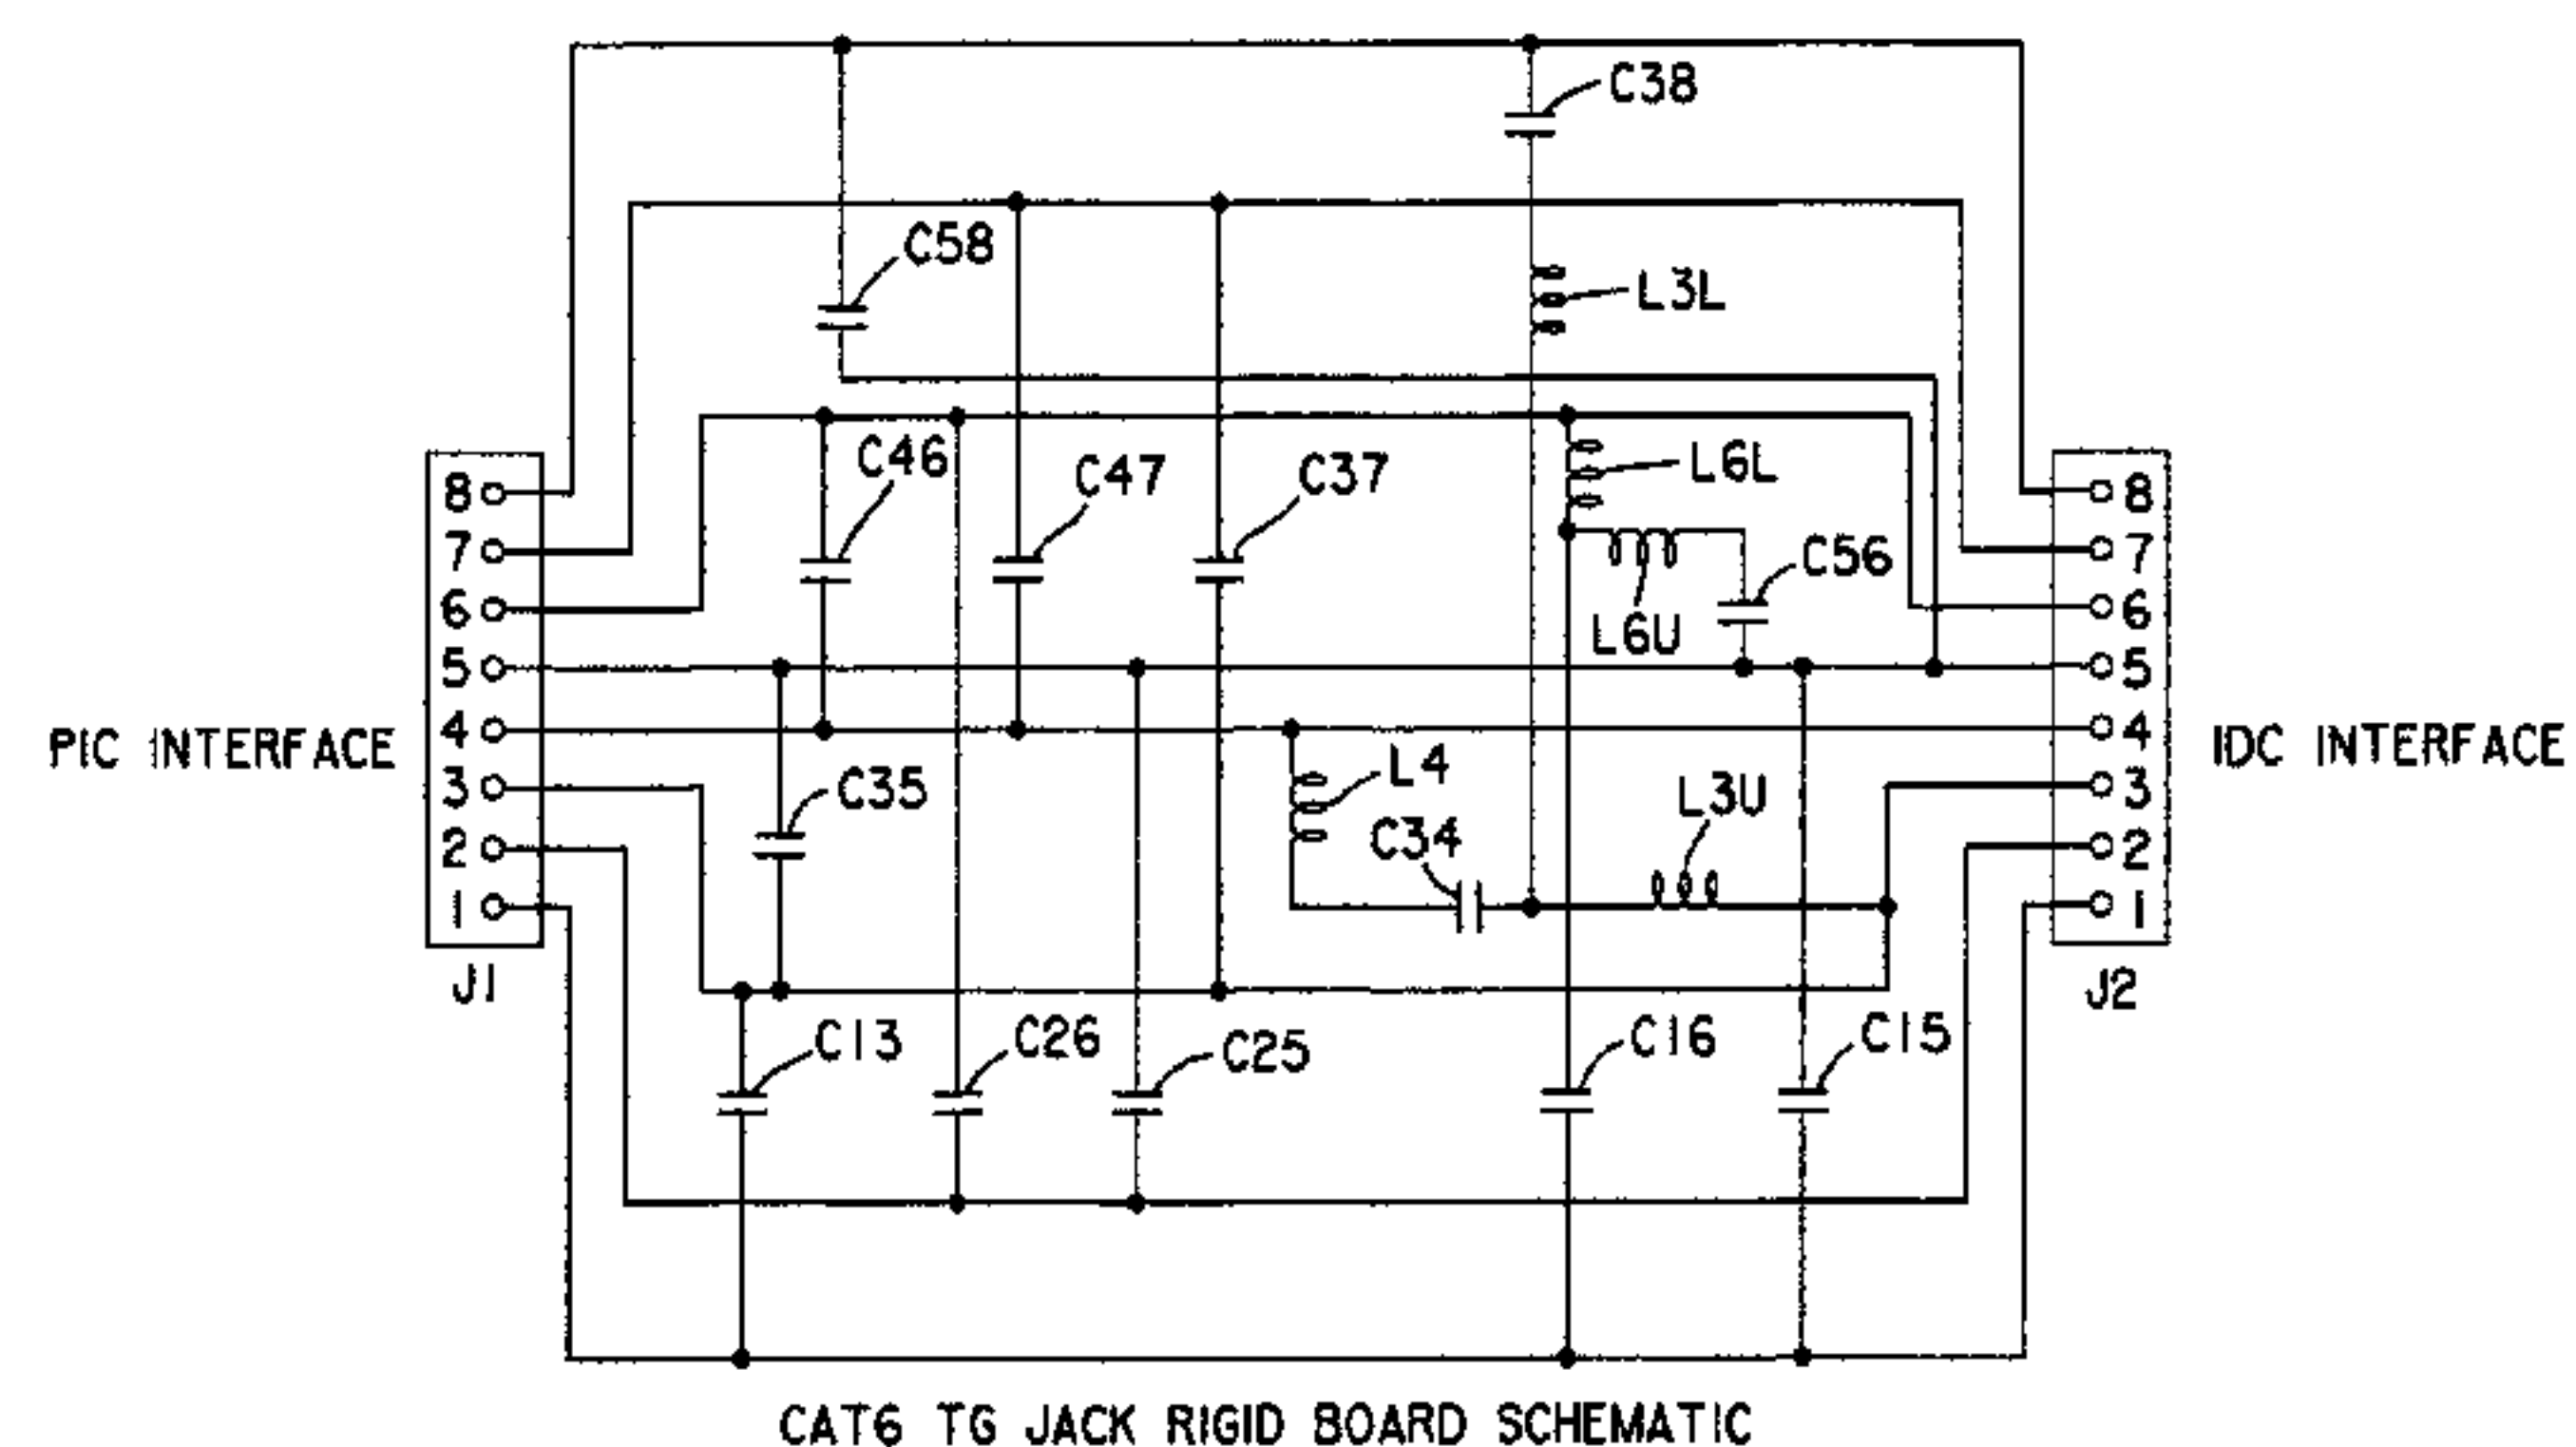 C38
C58
L3L
C46
C47
C37
L6L
C56
L6U
8
7
6
5
4
3
2
1
8
7
6
5
4
3
2
1
PIC INTERFACE
IDC INTERFACE
C35
L4
L3U
C34
J1
J2
C13
C26
C25
C16
C15
CAT6 TG JACK RIGID BOARD SCHEMATIC